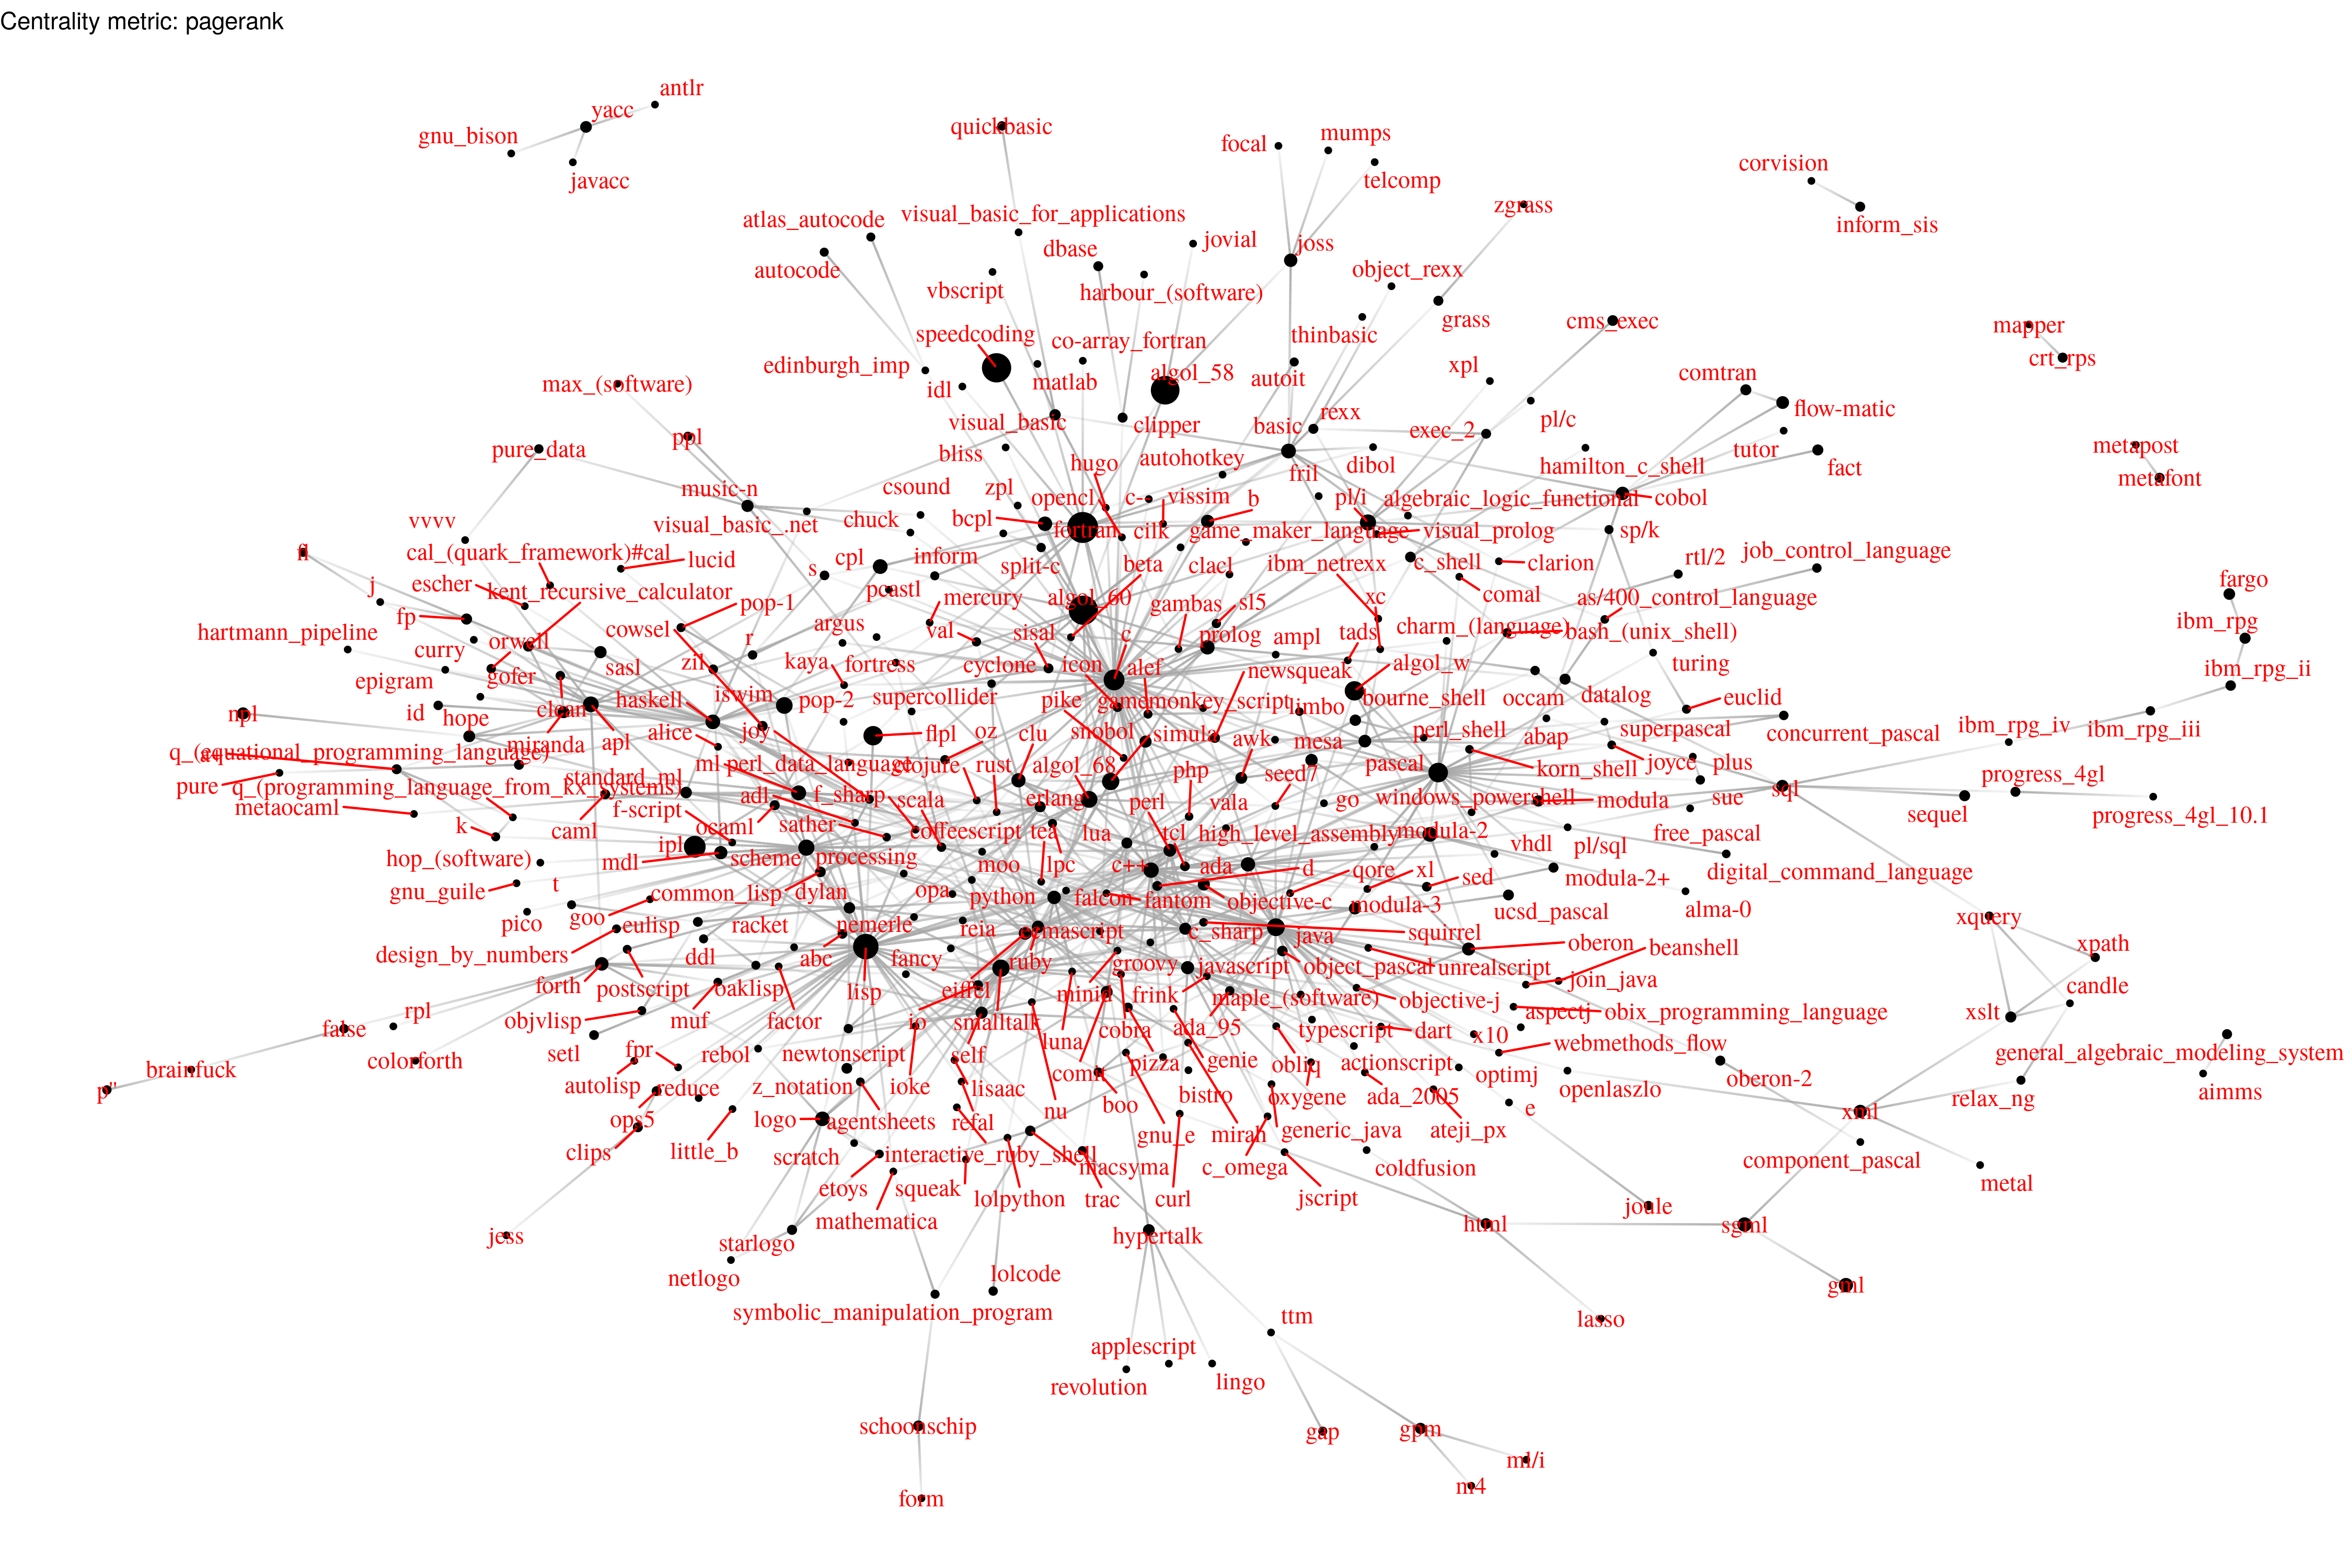 Centrality metric: pagerank
antlr
yacc
gnu_bison
javacc
quickbasic
focal
mumps
telcomp
corvision
inform_sis
atlas_autocode
visual_basic_for_applications
zgrass
autocode
dbase
jovial
joss
vbscript
harbour_(software)
object_rexx
speedcoding
co-array_fortran
thinbasic
grass
cms_exec
mapper
crt_rps
edinburgh_imp
idl
matlab
algol_58
autoit
xpl
comtran
max_(software)
visual_basic
clipper
basic
rexx
exec_2
pl/c
flow-matic
ppl
pure_data
bliss
hugo
autohotkey
fril
dibol
hamilton_c_shell
tutor
fact
metapost
metafont
music-n
csound
zpl
opencl
c--
vissim
b
pl/i
algebraic_logic_functional
cobol
vvvv
visual_basic_.net
chuck
bcpl
fortran
cilk
game_maker_language
visual_prolog
sp/k
fl
cal_(quark_framework)#cal
lucid
s
cpl
inform
split-c
beta
clacl
ibm_netrexx
c_shell
clarion
rtl/2
job_control_language
j
escher
kent_recursive_calculator
pop-1
pcastl
mercury
algol_60
gambas
sl5
xc
comal
as/400_control_language
fargo
fp
hartmann_pipeline
orwell
cowsel
r
argus
val
sisal
c
prolog
ampl
tads
charm_(language)
bash_(unix_shell)
ibm_rpg
curry
epigram
gofer
sasl
zil
kaya
fortress
cyclone
icon
alef
newsqueak
algol_w
turing
ibm_rpg_ii
id
hope
clean
haskell
iswim
pop-2
supercollider
pike
gamemonkey_script
limbo
bourne_shell
occam
datalog
euclid
npl
miranda
apl
alice
joy
flpl
oz
clu
snobol
simula
awk
mesa
perl_shell
abap
superpascal
concurrent_pascal
ibm_rpg_iv
ibm_rpg_iii
q_(equational_programming_language)
pure
q_(programming_language_from_kx_systems)
standard_ml
ml
perl_data_language
clojure
rust
algol_68
php
seed7
pascal
korn_shell
joyce
plus
progress_4gl
metaocaml
f-script
adl
f_sharp
scala
erlang
perl
vala
go
windows_powershell
modula
sue
sql
sequel
progress_4gl_10.1
k
caml
ocaml
sather
coffeescript
tea
lua
tcl
high_level_assembly
modula-2
free_pascal
hop_(software)
mdl
ipl
scheme
processing
moo
lpc
c++
ada
d
vhdl
pl/sql
digital_command_language
gnu_guile
t
common_lisp
dylan
opa
python
falcon
fantom
objective-c
qore
xl
sed
modula-2+
pico
goo
eulisp
racket
nemerle
reia
ecmascript
c_sharp
java
modula-3
squirrel
ucsd_pascal
alma-0
xquery
design_by_numbers
ddl
abc
fancy
ruby
groovy
javascript
object_pascal
unrealscript
oberon
beanshell
xpath
forth
postscript
oaklisp
lisp
eiffel
minid
frink
maple_(software)
objective-j
join_java
candle
false
rpl
objvlisp
muf
factor
io
smalltalk
cobra
ada_95
typescript
dart
x10
aspectj
obix_programming_language
xslt
brainfuck
colorforth
setl
fpr
rebol
newtonscript
self
luna
pizza
genie
obliq
actionscript
webmethods_flow
general_algebraic_modeling_system
p"
autolisp
reduce
z_notation
ioke
lisaac
comit
boo
bistro
oxygene
ada_2005
optimj
openlaszlo
oberon-2
relax_ng
aimms
ops5
logo
agentsheets
refal
nu
gnu_e
mirah
generic_java
ateji_px
e
xml
clips
little_b
scratch
interactive_ruby_shell
macsyma
c_omega
coldfusion
component_pascal
etoys
squeak
lolpython
trac
curl
jscript
metal
jess
mathematica
starlogo
hypertalk
html
joule
sgml
netlogo
lolcode
gml
symbolic_manipulation_program
ttm
lasso
applescript
revolution
lingo
schoonschip
gap
gpm
ml/i
form
m4